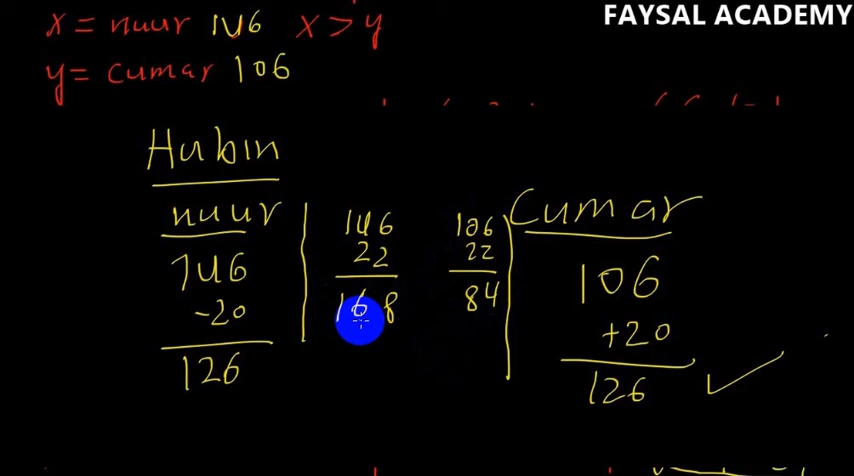 FAYSAL ACADEMY
x = nuur 146 x > y
y = cumar 106
Hubin
nuur
146
-20
126
146
22
168
106
22
84
Cumar
106
+20
126